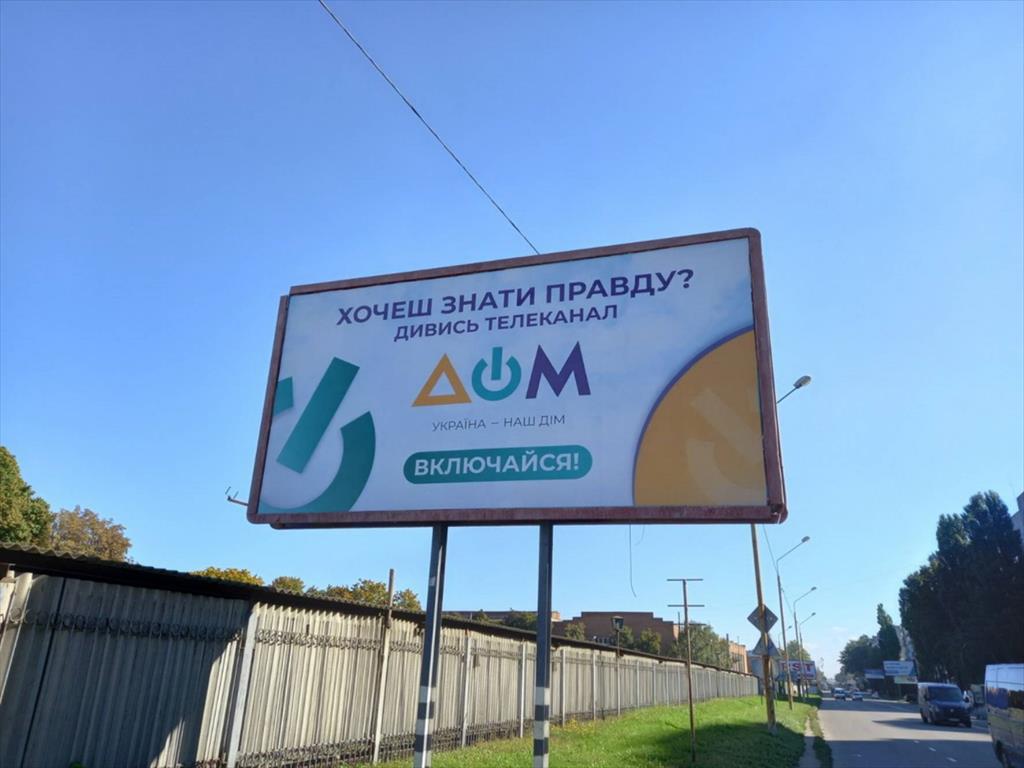 ХОЧЕШ ЗНАТИ ПРАВДУ?
ДИВИСЬ ТЕЛЕКАНАЛ
ДОМ
УКРАЇНА – НАШ ДІМ
ВКЛЮЧАЙСЯ!